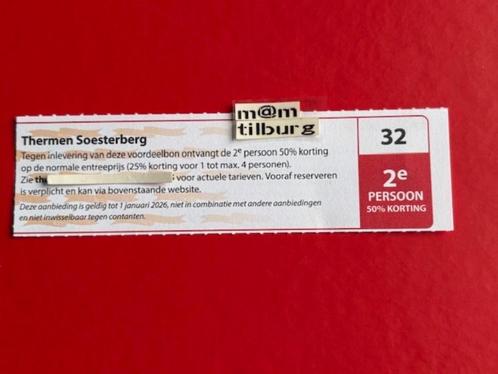 m@m
tilburg
Thermen Soesterberg
Tegen inlevering van deze voordeelbon ontvangt de 2e persoon 50% korting
op de normale entreeprijs (25% korting voor 1 tot max. 4 personen).
Zie voor actuele tarieven. Vooraf reserveren
is verplicht en kan via bovenstaande website.
Deze aanbieding is geldig tot 1 januari 2026, niet in combinatie met andere aanbiedingen
en niet inwisselbaar tegen contanten.
32
2e
PERSOON
50% KORTING